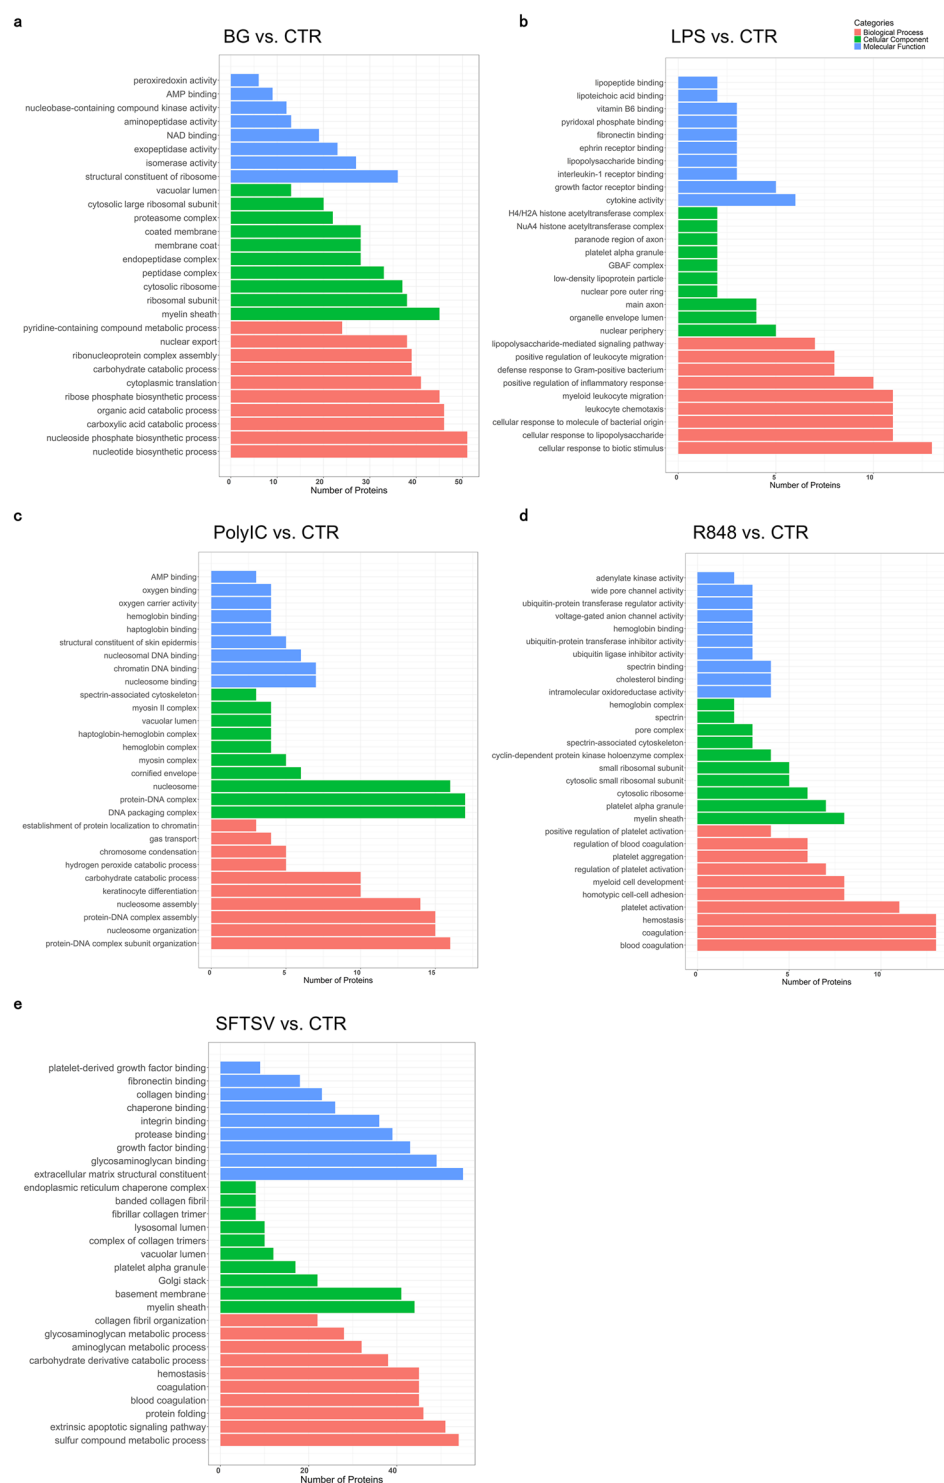 a
BG vs. CTR
peroxiredoxin activity
AMP binding
nucleobase-containing compound kinase activity
aminopeptidase activity
NAD binding
exopeptidase activity
isomerase activity
structural constituent of ribosome
vacuolar lumen
cytosolic large ribosomal subunit
proteasome complex
coated membrane
membrane coat
endopeptidase complex
peptidase complex
cytosolic ribosome
ribosomal subunit
myelin sheath
pyridine-containing compound metabolic process
nuclear export
ribonucleoprotein complex assembly
carbohydrate catabolic process
cytoplasmic translation
ribose phosphate biosynthetic process
organic acid catabolic process
carboxylic acid catabolic process
nucleoside phosphate biosynthetic process
nucleotide biosynthetic process
0 10 20 30 40 50
Number of Proteins
b
LPS vs. CTR
Categories
Biological Process
Cellular Component
Molecular Function
lipopeptide binding
lipoteichoic acid binding
vitamin B6 binding
pyridoxal phosphate binding
fibronectin binding
ephrin receptor binding
lipopolysaccharide binding
interleukin-1 receptor binding
growth factor receptor binding
cytokine activity
H4/H2A histone acetyltransferase complex
NuA4 histone acetyltransferase complex
paranode region of axon
platelet alpha granule
GBAF complex
low-density lipoprotein particle
nuclear pore outer ring
main axon
organelle envelope lumen
nuclear periphery
lipopolysaccharide-mediated signaling pathway
positive regulation of leukocyte migration
defense response to Gram-positive bacterium
positive regulation of inflammatory response
myeloid leukocyte migration
leukocyte chemotaxis
cellular response to molecule of bacterial origin
cellular response to lipopolysaccharide
cellular response to biotic stimulus
0 5 10
Number of Proteins
c
PolyIC vs. CTR
AMP binding
oxygen binding
oxygen carrier activity
hemoglobin binding
haptoglobin binding
structural constituent of skin epidermis
nucleosomal DNA binding
chromatin DNA binding
nucleosome binding
spectrin-associated cytoskeleton
myosin II complex
vacuolar lumen
haptoglobin-hemoglobin complex
hemoglobin complex
myosin complex
cornified envelope
nucleosome
protein-DNA complex
DNA packaging complex
establishment of protein localization to chromatin
gas transport
chromosome condensation
hydrogen peroxide catabolic process
carbohydrate catabolic process
keratinocyte differentiation
nucleosome assembly
protein-DNA complex assembly
nucleosome organization
protein-DNA complex subunit organization
0 5 10 15
Number of Proteins
d
R848 vs. CTR
adenylate kinase activity
wide pore channel activity
ubiquitin-protein transferase regulator activity
voltage-gated anion channel activity
hemoglobin binding
ubiquitin-protein transferase inhibitor activity
ubiquitin ligase inhibitor activity
spectrin binding
cholesterol binding
intramolecular oxidoreductase activity
hemoglobin complex
spectrin
pore complex
spectrin-associated cytoskeleton
cyclin-dependent protein kinase holoenzyme complex
small ribosomal subunit
cytosolic small ribosomal subunit
cytosolic ribosome
platelet alpha granule
myelin sheath
positive regulation of platelet activation
regulation of blood coagulation
platelet aggregation
regulation of platelet activation
myeloid cell development
homotypic cell-cell adhesion
platelet activation
hemostasis
coagulation
blood coagulation
0 5 10
Number of Proteins
e
SFTSV vs. CTR
platelet-derived growth factor binding
fibronectin binding
collagen binding
chaperone binding
integrin binding
protease binding
growth factor binding
glycosaminoglycan binding
extracellular matrix structural constituent
endoplasmic reticulum chaperone complex
banded collagen fibril
fibrillar collagen trimer
lysosomal lumen
complex of collagen trimers
vacuolar lumen
platelet alpha granule
Golgi stack
basement membrane
myelin sheath
collagen fibril organization
glycosaminoglycan metabolic process
aminoglycan metabolic process
carbohydrate derivative catabolic process
hemostasis
coagulation
blood coagulation
protein folding
extrinsic apoptotic signaling pathway
sulfur compound metabolic process
0 20 40
Number of Proteins